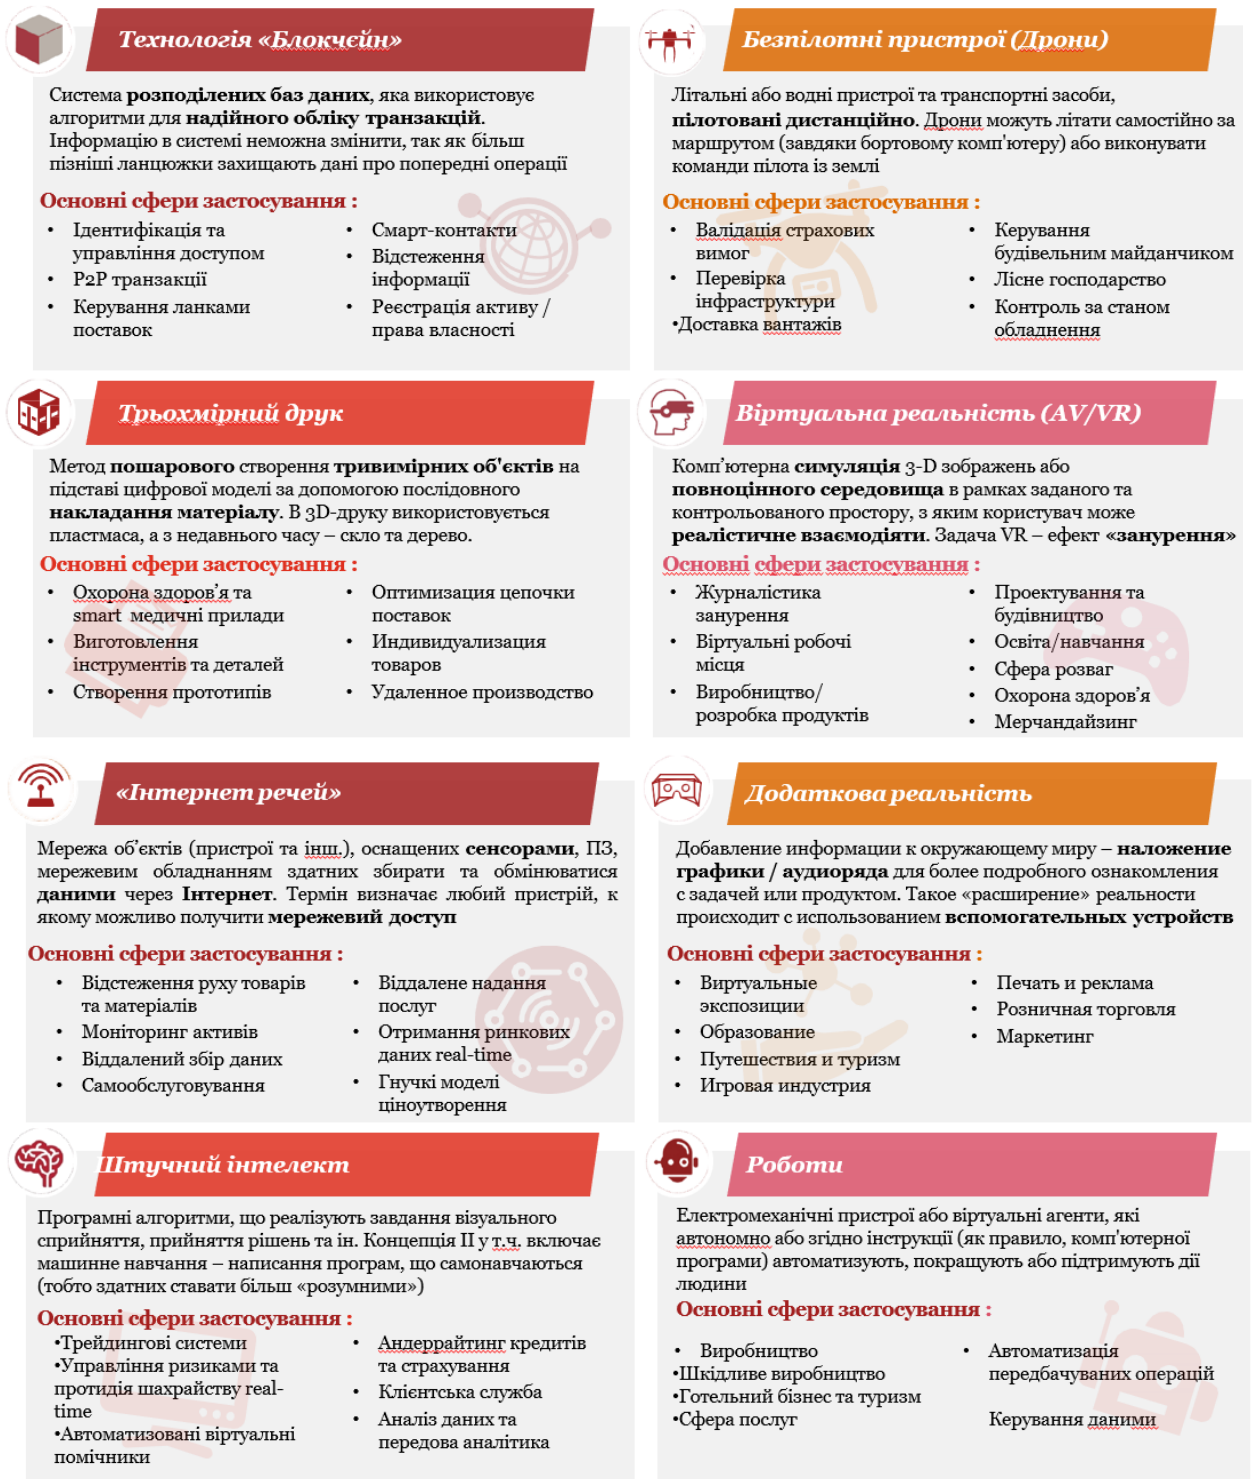 Технологія «Блокчєйн»
Система розподілених баз даних, яка використовує
алгоритми для надійного обліку транзакцій.
Інформацію в системі неможна змінити, так як більш
пізніші ланцюжки захищають дані про попередні операції
Основні сфери застосування :
• Ідентифікація та
управління доступом
• P2P транзакції
• Керування ланками
поставок
• Смарт-контакти
• Відстеження
інформації
• Реєстрація активу /
права власності
Безпілотні пристрої (Дрони)
Літальні або водні пристрої та транспортні засоби,
пілотовані дистанційно. Дрони можуть літати самостійно за
маршрутом (завдяки бортовому комп'ютеру) або виконувати
команди пілота із землі
Основні сфери застосування :
• Валідація страхових
вимог
• Перевірка
інфраструктури
•Доставка вантажів
• Керування
будівельним майданчиком
• Лісне господарство
• Контроль за станом
обладнення
Трьохмірний друк
Метод пошарового створення тривимірних об'єктів на
підставі цифрової моделі за допомогою послідовного
накладання матеріалу. В 3D-друку використовується
пластмаса, а з недавнього часу – скло та дерево.
Основні сфери застосування :
• Охорона здоров’я та
smart медичні прилади
• Виготовлення
інструментів та деталей
• Створення прототипів
• Оптимизация цепочки
поставок
• Индивидуализация
товаров
• Удаленное производство
Віртуальна реальність (AV/VR)
Комп’ютерна симуляція 3-D зображень або
повноцінного середовища в рамках заданого та
контрольованого простору, з яким користувач може
реалістичне взаємодіяти. Задача VR – ефект «занурення»
Основні сфери застосування :
• Журналістика
занурення
• Віртуальні робочі
місця
• Виробництво/
розробка продуктів
• Проектування та
будівництво
• Освіта/навчання
• Сфера розваг
• Охорона здоров’я
• Мерчандайзинг
«Інтернет речей»
Мережа об’єктів (пристрої та інш.), оснащених сенсорами, ПЗ,
мережевим обладнанням здатних збирати та обмінюватися
даними через Інтернет. Термін визначає любий пристрій, к
якому можливо получити мережевий доступ
Основні сфери застосування :
• Відстеження руху товарів
та матеріалів
• Моніторинг активів
• Віддалений збір даних
• Самообслуговування
• Віддалене надання
послуг
• Отримання ринкових
даних real-time
• Гнучкі моделі
ціноутворення
Додаткова реальність
Добавление информации к окружающему миру – наложение
графики / аудиоряда для более подробного ознакомления
с задачей или продуктом. Такое «расширение» реальности
происходит с использованием вспомогательных устройств
Основні сфери застосування :
• Виртуальные
экспозиции
• Образование
• Путешествия и туризм
• Игровая индустрия
• Печать и реклама
• Розничная торговля
• Маркетинг
Штучний інтелект
Програмні алгоритми, що реалізують завдання візуального
сприйняття, прийняття рішень та ін. Концепція ІІ у т.ч. включає
машинне навчання – написання програм, що самонавчаються
(тобто здатних ставати більш «розумними»)
Основні сфери застосування :
•Трейдингові системи
•Управління ризиками та
протидія шахрайству real-
time
•Автоматизовані віртуальні
помічники
• Андеррайтинг кредитів
та страхування
• Клієнтська служба
• Аналіз даних та
передова аналітика
Роботи
Електромеханічні пристрої або віртуальні агенти, які
автономно або згідно інструкції (як правило, комп'ютерної
програми) автоматизують, покращують або підтримують дії
людини
Основні сфери застосування :
• Виробництво
•Шкідливе виробництво
•Готельний бізнес та туризм
•Сфера послуг
• Автоматизація
передбачуваних операцій
Керування даними